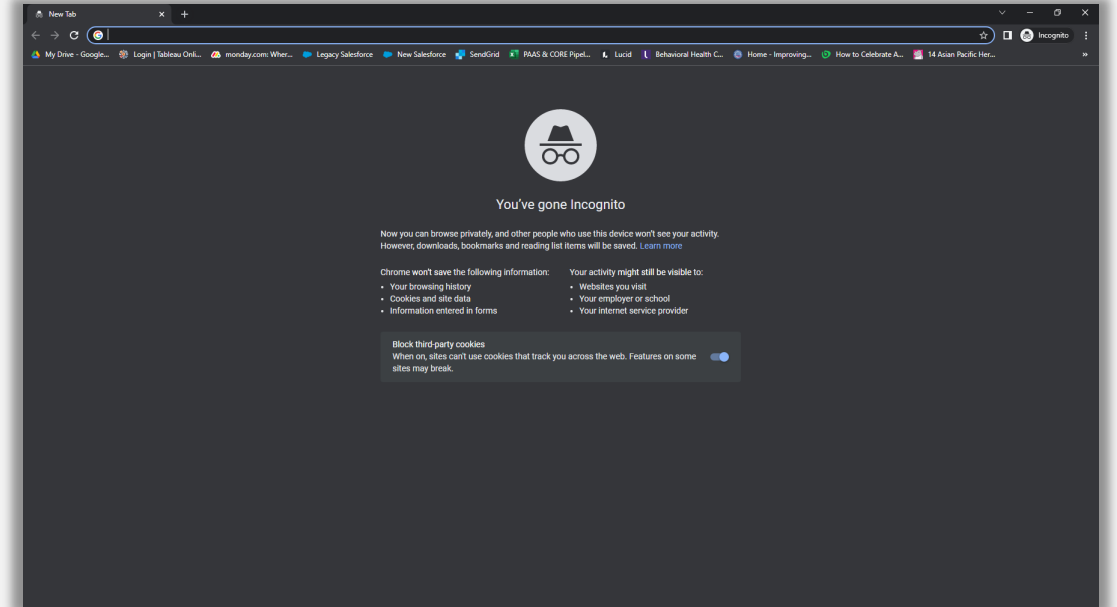 New Tab
Incognito
My Drive - Google... Login | Tableau Onli... monday.com: Wher... Legacy Salesforce New Salesforce SendGrid PAAS & CORE Pipel... Lucid Behavioral Health C... Home - Improving... How to Celebrate A... 14 Asian Pacific Her... »
You've gone Incognito
Now you can browse privately, and other people who use this device won't see your activity.
However, downloads, bookmarks and reading list items will be saved. Learn more
Chrome won't save the following information:
• Your browsing history
• Cookies and site data
• Information entered in forms
Your activity might still be visible to:
• Websites you visit
• Your employer or school
• Your internet service provider
Block third-party cookies
When on, sites can't use cookies that track you across the web. Features on some
sites may break.